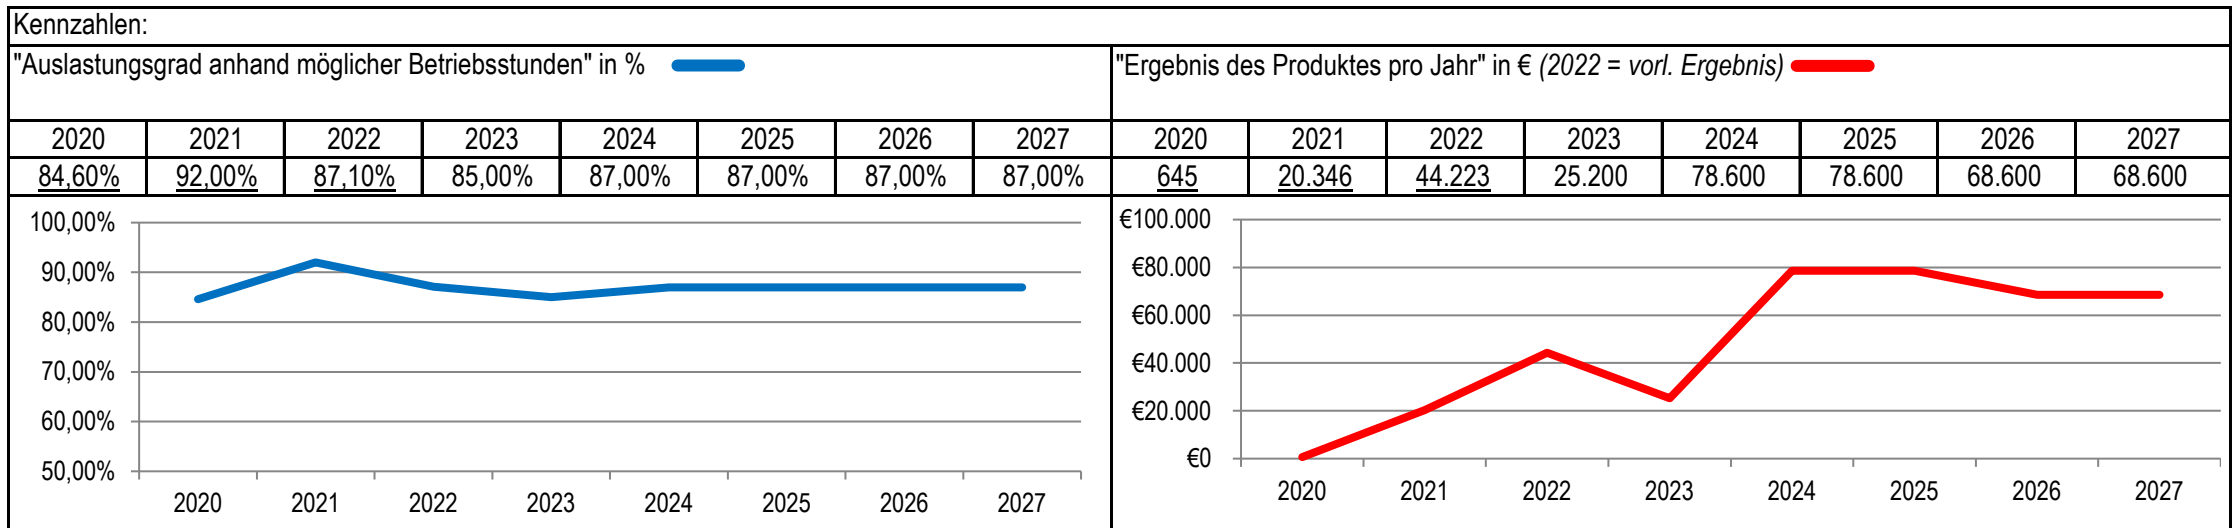 Kennzahlen:
"Auslastungsgrad anhand möglicher Betriebsstunden" in %
"Ergebnis des Produktes pro Jahr" in € (2022 = vorl. Ergebnis)
2020 2021 2022 2023 2024 2025 2026 2027
2020 2021 2022 2023 2024 2025 2026 2027
84,60% 92,00% 87,10% 85,00% 87,00% 87,00% 87,00% 87,00%
645 20.346 44.223 25.200 78.600 78.600 68.600 68.600
100,00%
90,00%
80,00%
70,00%
60,00%
50,00%
2020 2021 2022 2023 2024 2025 2026 2027
€100.000
€80.000
€60.000
€40.000
€20.000
€0
2020 2021 2022 2023 2024 2025 2026 2027